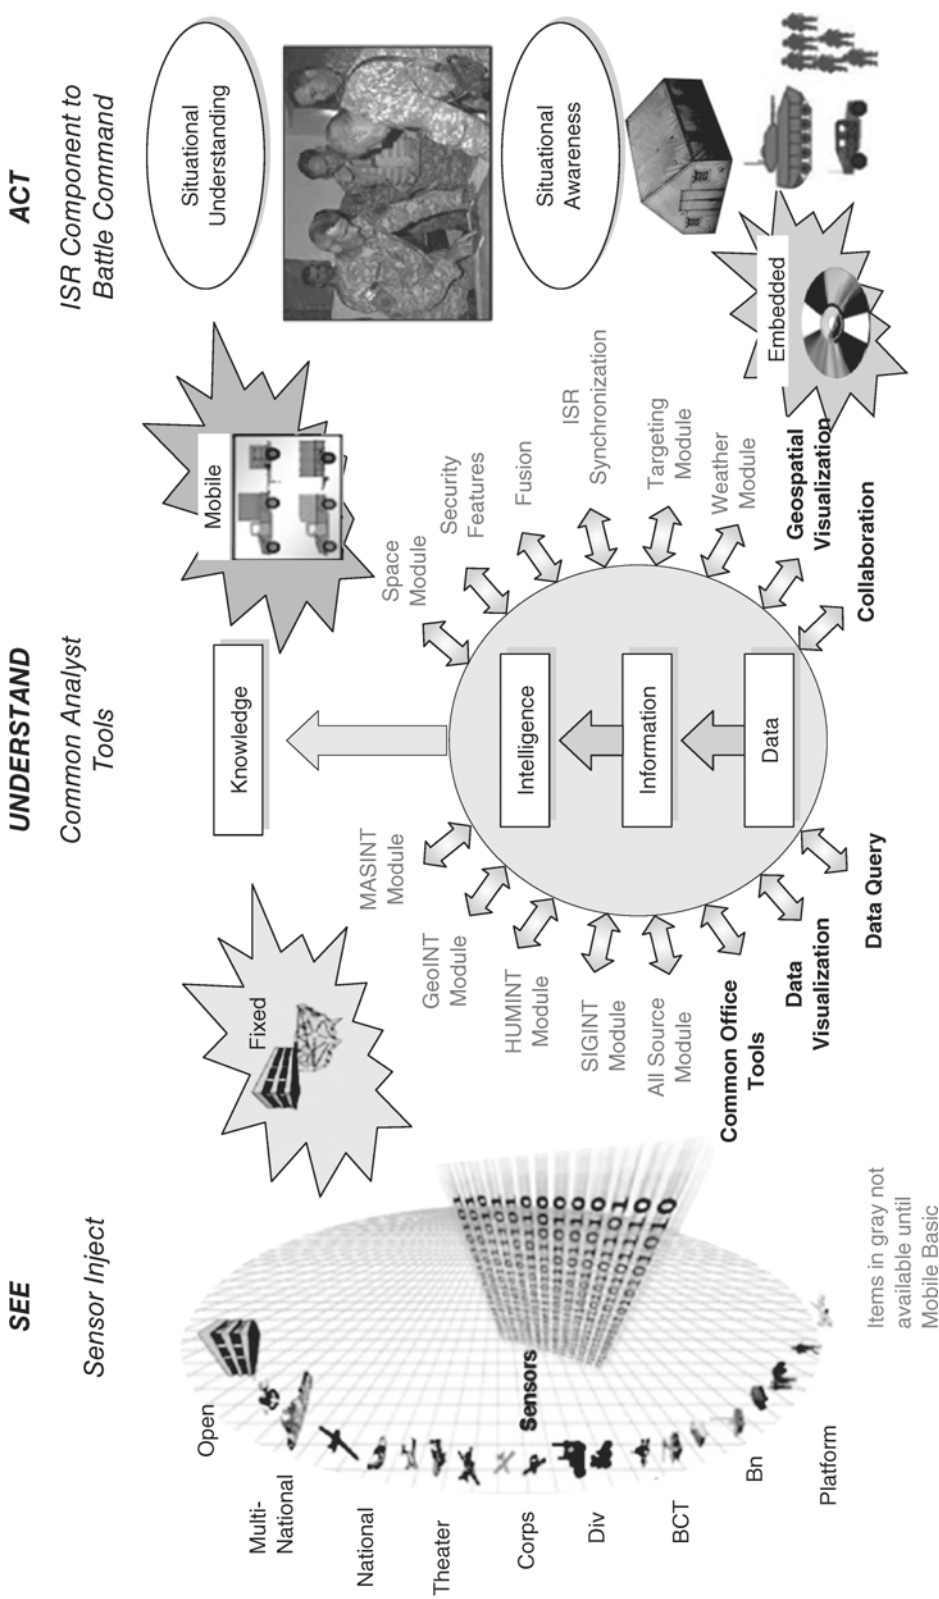 SEE
Sensor Inject
UNDERSTAND
Common Analyst
Tools
ACT
ISR Component to
Battle Command
Open
Multi-
National
National
Theater
Corps
Div
BCT
Bn
Platform
Sensors
Fixed
Knowledge
Mobile
Intelligence
Information
Data
MASINT
Module
GeoINT
Module
HUMINT
Module
SIGINT
Module
All Source
Module
Common Office
Tools
Data
Visualization
Data Query
Space
Module
Security
Features
Fusion
ISR
Synchronization
Targeting
Module
Weather
Module
Geospatial
Visualization
Collaboration
Situational
Understanding
Situational
Awareness
Embedded
Items in gray not
available until
Mobile Basic